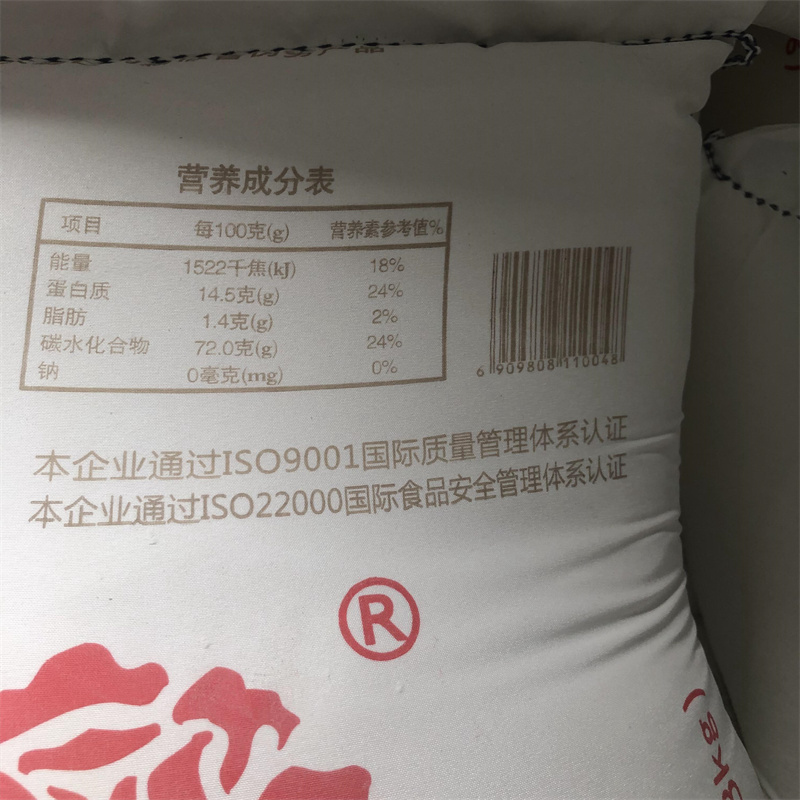 营养成分表
项目 每100克(g) 营养素参考值%
能量 1522千焦(kJ) 18%
蛋白质 14.5克(g) 24%
脂肪 1.4克(g) 2%
碳水化合物 72.0克(g) 24%
钠 0毫克(mg) 0%
6 909808 110048
本企业通过ISO9001国际质量管理体系认证
本企业通过ISO22000国际食品安全管理体系认证
®
kg)